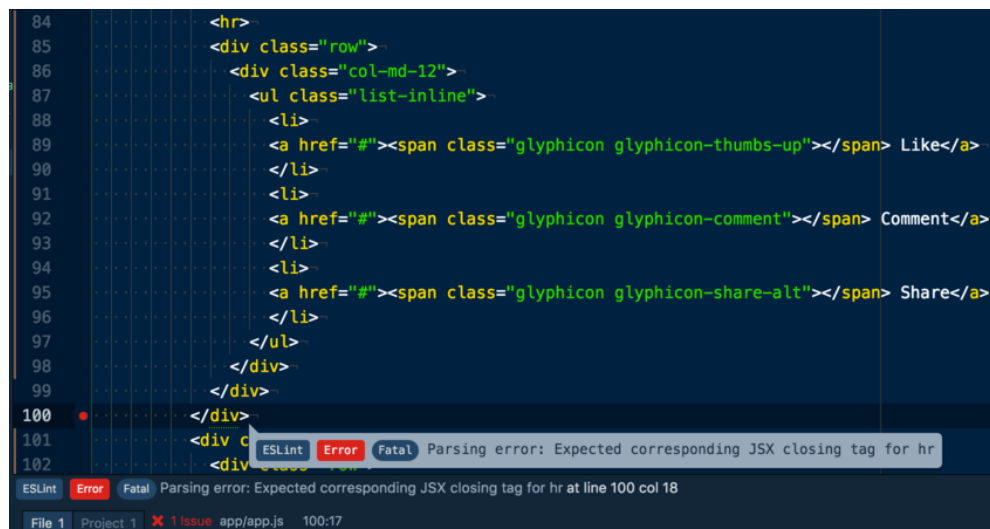 84 <hr>
85 <div class="row">
86 <div class="col-md-12">
87 <ul class="list-inline">
88 <li>
89 <a href="#"><span class="glyphicon glyphicon-thumbs-up"></span> Like</a>
90 </li>
91 <li>
92 <a href="#"><span class="glyphicon glyphicon-comment"></span> Comment</a>
93 </li>
94 <li>
95 <a href="#"><span class="glyphicon glyphicon-share-alt"></span> Share</a>
96 </li>
97 </ul>
98 </div>
99 </div>
100 </div>
101 <div c
ESLint Error Fatal Parsing error: Expected corresponding JSX closing tag for hr
102 <div
ESLint Error Fatal Parsing error: Expected corresponding JSX closing tag for hr at line 100 col 18
File 1 Project 1 ✖ 1 Issue app/app.js 100:17